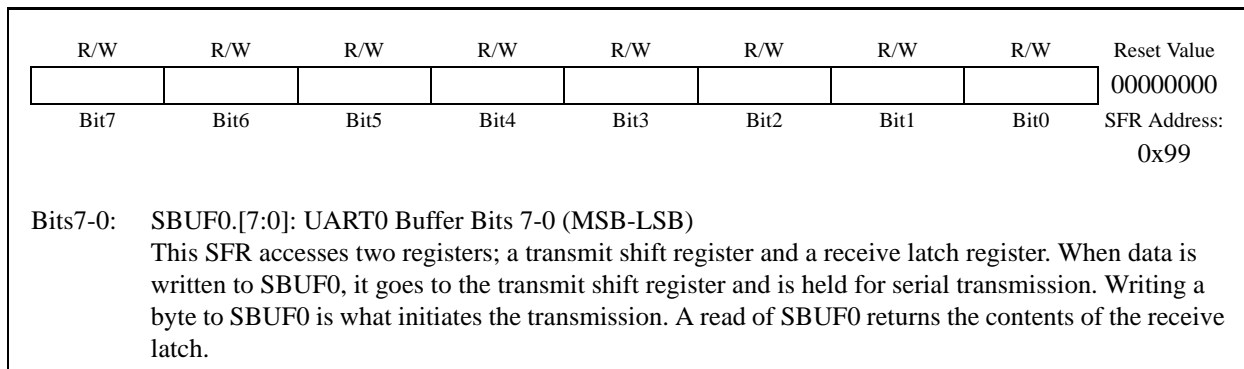 R/W R/W R/W R/W R/W R/W R/W R/W Reset Value
00000000
Bit7 Bit6 Bit5 Bit4 Bit3 Bit2 Bit1 Bit0 SFR Address:
0x99
Bits7-0: SBUF0.[7:0]: UART0 Buffer Bits 7-0 (MSB-LSB)
This SFR accesses two registers; a transmit shift register and a receive latch register. When data is
written to SBUF0, it goes to the transmit shift register and is held for serial transmission. Writing a
byte to SBUF0 is what initiates the transmission. A read of SBUF0 returns the contents of the receive
latch.